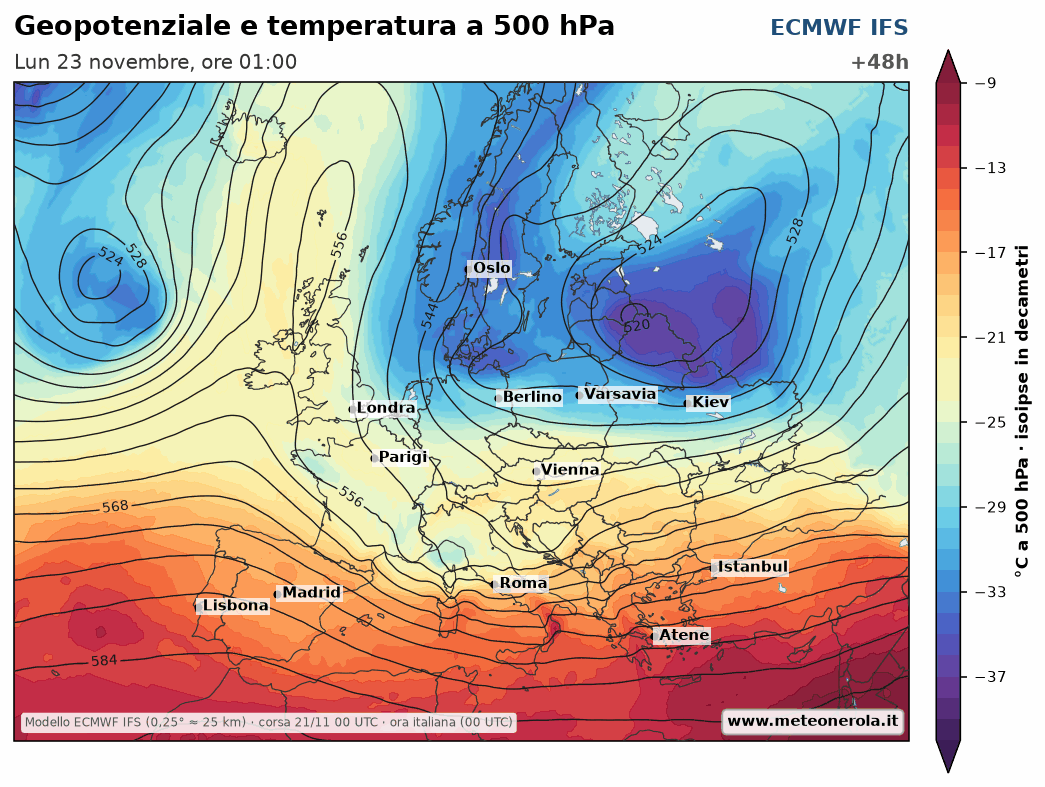 Geopotenziale e temperatura a 500 hPa
ECMWF IFS
Lun 23 novembre, ore 01:00
+48h
−9
−13
−17
−21
−25
−29
−33
−37
°C a 500 hPa · isoipse in decametri
524
528
556
544
524
528
520
556
568
584
Oslo
Londra
Berlino
Varsavia
Kiev
Parigi
Vienna
Lisbona
Madrid
Roma
Istanbul
Atene
Modello ECMWF IFS (0,25° ≈ 25 km) · corsa 21/11 00 UTC · ora italiana (00 UTC)
www.meteonerola.it